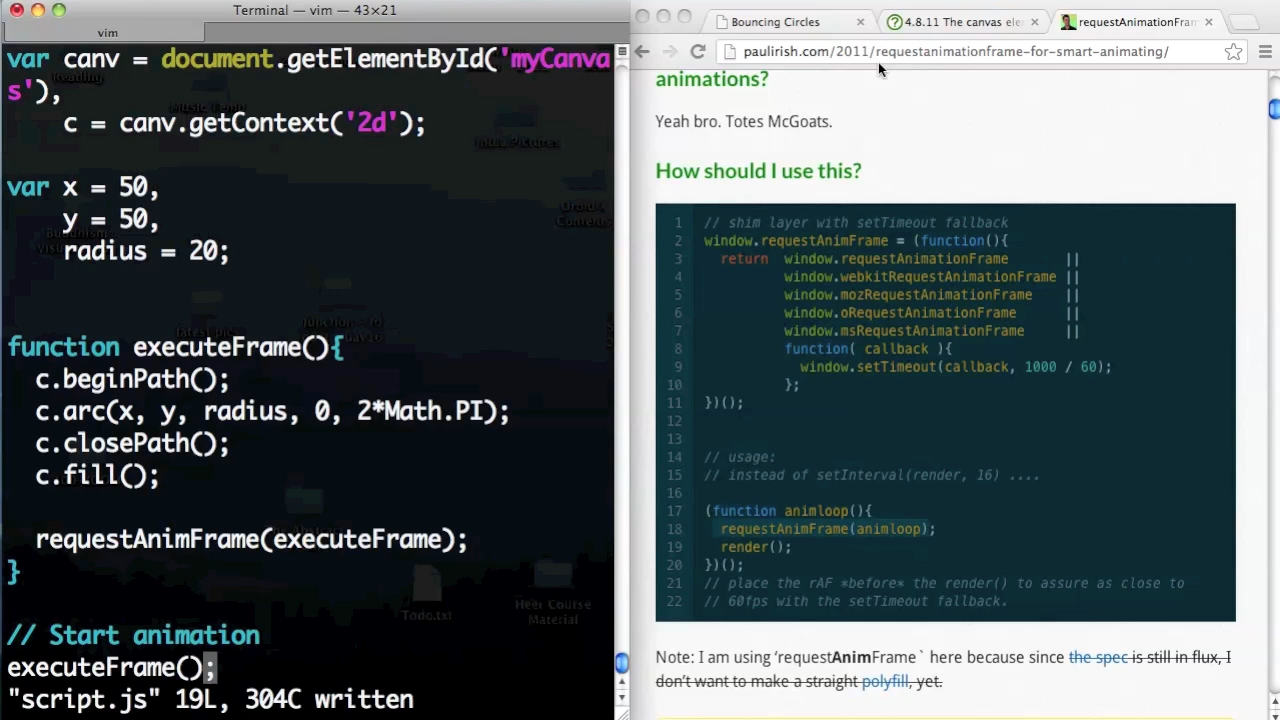 Terminal — vim — 43×21
vim
var canv = document.getElementById('myCanva
s'),
c = canv.getContext('2d');
var x = 50,
y = 50,
radius = 20;
function executeFrame(){
c.beginPath();
c.arc(x, y, radius, 0, 2*Math.PI);
c.closePath();
c.fill();
requestAnimFrame(executeFrame);
}
Todo.txt
Heer Course
Material
// Start animation
executeFrame();
"script.js" 19L, 304C written
Bouncing Circles
4.8.11 The canvas ele
requestAnimationFram
paulirish.com/2011/requestanimationframe-for-smart-animating/
animations?
Yeah bro. Totes McGoats.
How should I use this?
1 // shim layer with setTimeout fallback
2 window.requestAnimFrame = (function(){
3 return window.requestAnimationFrame ||
4 window.webkitRequestAnimationFrame ||
5 window.mozRequestAnimationFrame ||
6 window.oRequestAnimationFrame ||
7 window.msRequestAnimationFrame ||
8 function( callback ){
9 window.setTimeout(callback, 1000 / 60);
10 };
11 })();
12
13
14 // usage:
15 // instead of setInterval(render, 16) ....
16
17 (function animloop(){
18 requestAnimFrame(animloop);
19 render();
20 })();
21 // place the rAF *before* the render() to assure as close to
22 // 60fps with the setTimeout fallback.
Note: I am using ‘requestAnimFrame` here because since the spec is still in flux, I
don’t want to make a straight polyfill, yet.